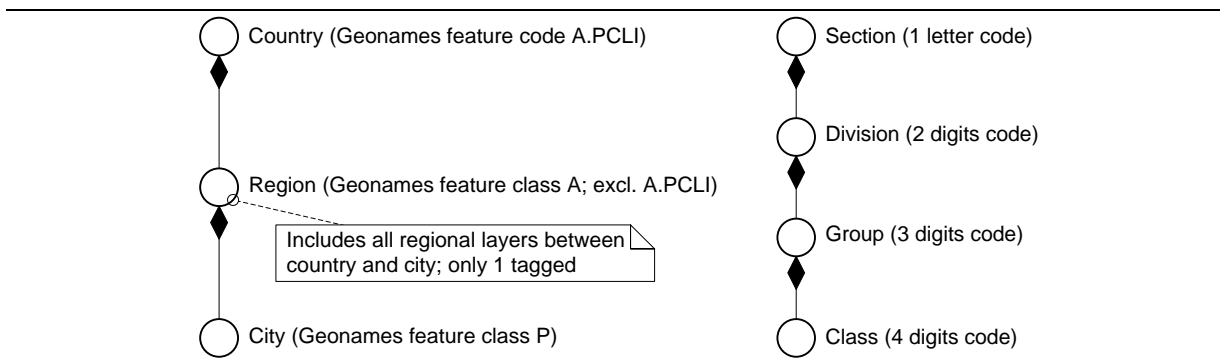 Country (Geonames feature code A.PCLI)
Region (Geonames feature class A; excl. A.PCLI)
Includes all regional layers between
country and city; only 1 tagged
City (Geonames feature class P)
Section (1 letter code)
Division (2 digits code)
Group (3 digits code)
Class (4 digits code)